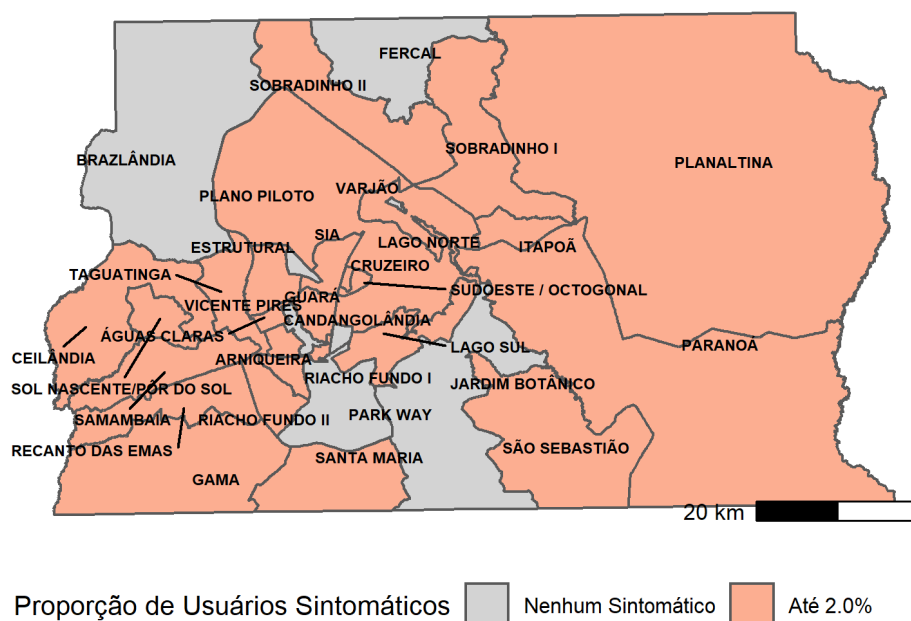 FERCAL
SOBRADINHO II
SOBRADINHO I
BRAZLÂNDIA
PLANALTINA
VARJÃO
PLANO PILOTO
SIA
LAGO NORTE
ESTRUTURAL
ITAPOÃ
CRUZEIRO
TAGUATINGA
SUDOESTE / OCTOGONAL
GUARÁ
VICENTE PIRES
CANDANGOLÂNDIA
ÁGUAS CLARAS
LAGO SUL
PARANOÁ
CEILÂNDIA
ARNIQUEIRA
RIACHO FUNDO I
JARDIM BOTÂNICO
SOL NASCENTE/PÔR DO SOL
PARK WAY
SAMAMBAIA
RIACHO FUNDO II
SÃO SEBASTIÃO
RECANTO DAS EMAS
SANTA MARIA
GAMA
20 km
Proporção de Usuários Sintomáticos Nenhum Sintomático Até 2.0%